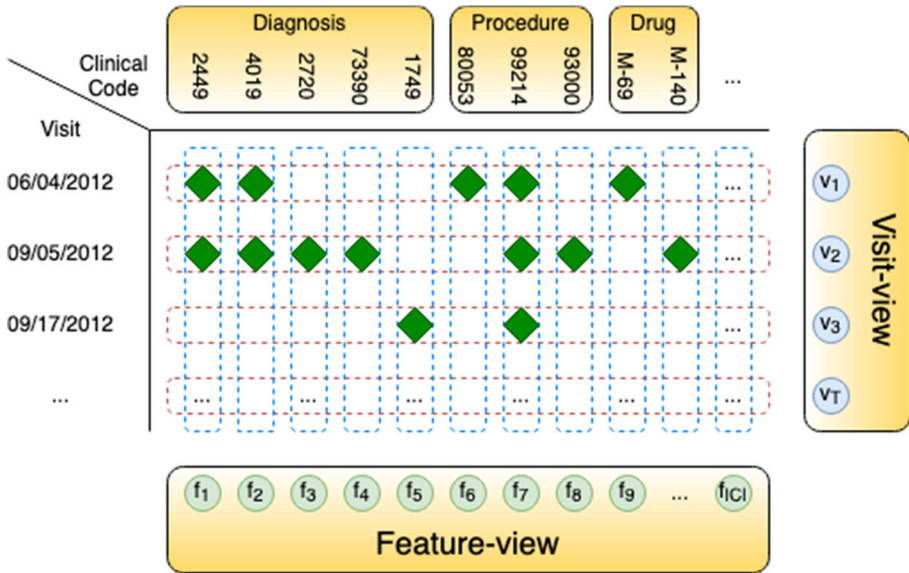 Diagnosis Procedure Drug
Clinical Code 2449 4019 2720 73390 1749 80053 99214 93000 M-69 M-140 ...
Visit
06/04/2012 ... v1
09/05/2012 ... v2
09/17/2012 ... v3
... ... ... ... ... ... ... vT
Visit-view
f1 f2 f3 f4 f5 f6 f7 f8 f9 ... fICI
Feature-view